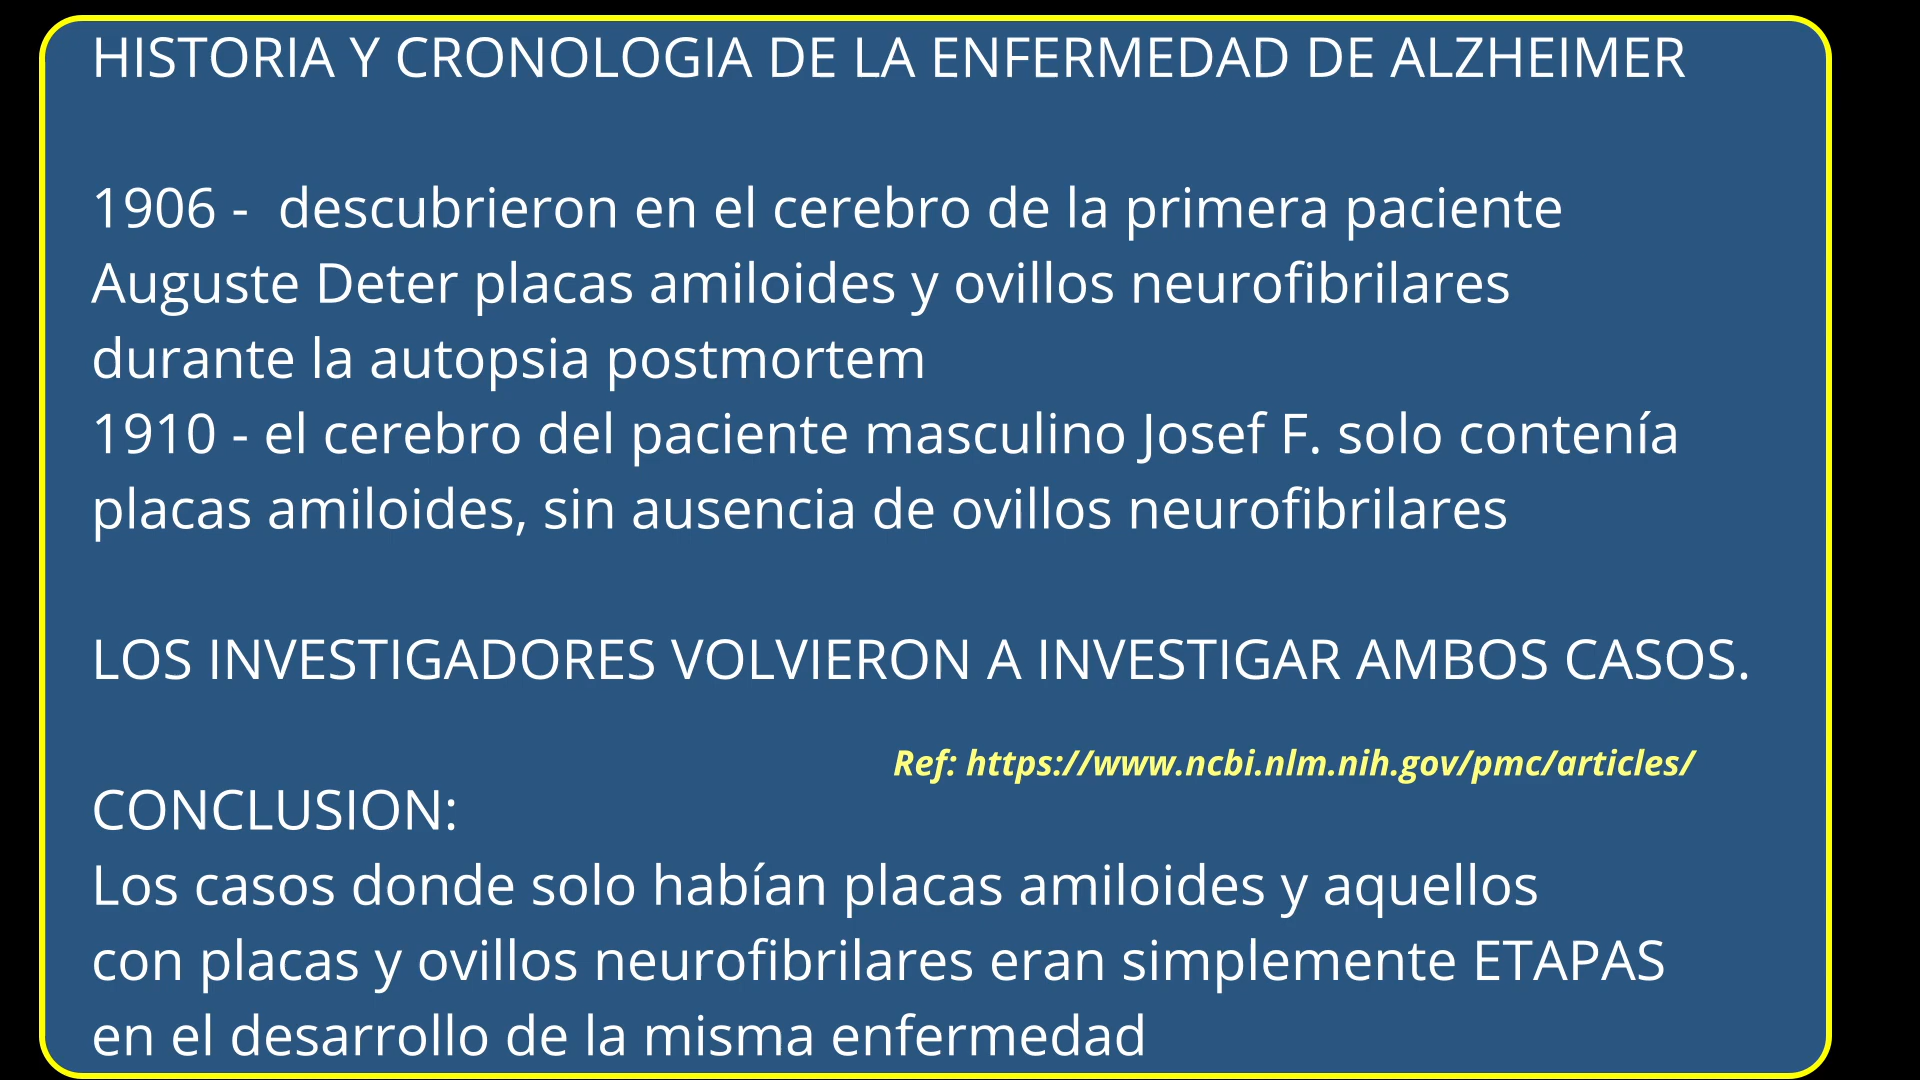 HISTORIA Y CRONOLOGIA DE LA ENFERMEDAD DE ALZHEIMER
1906 -  descubrieron en el cerebro de la primera paciente
Auguste Deter placas amiloides y ovillos neurofibrilares
durante la autopsia postmortem
1910 - el cerebro del paciente masculino Josef F. solo contenía
placas amiloides, sin ausencia de ovillos neurofibrilares
LOS INVESTIGADORES VOLVIERON A INVESTIGAR AMBOS CASOS.
Ref: https://www.ncbi.nlm.nih.gov/pmc/articles/
CONCLUSION:
Los casos donde solo habían placas amiloides y aquellos
con placas y ovillos neurofibrilares eran simplemente ETAPAS
en el desarrollo de la misma enfermedad